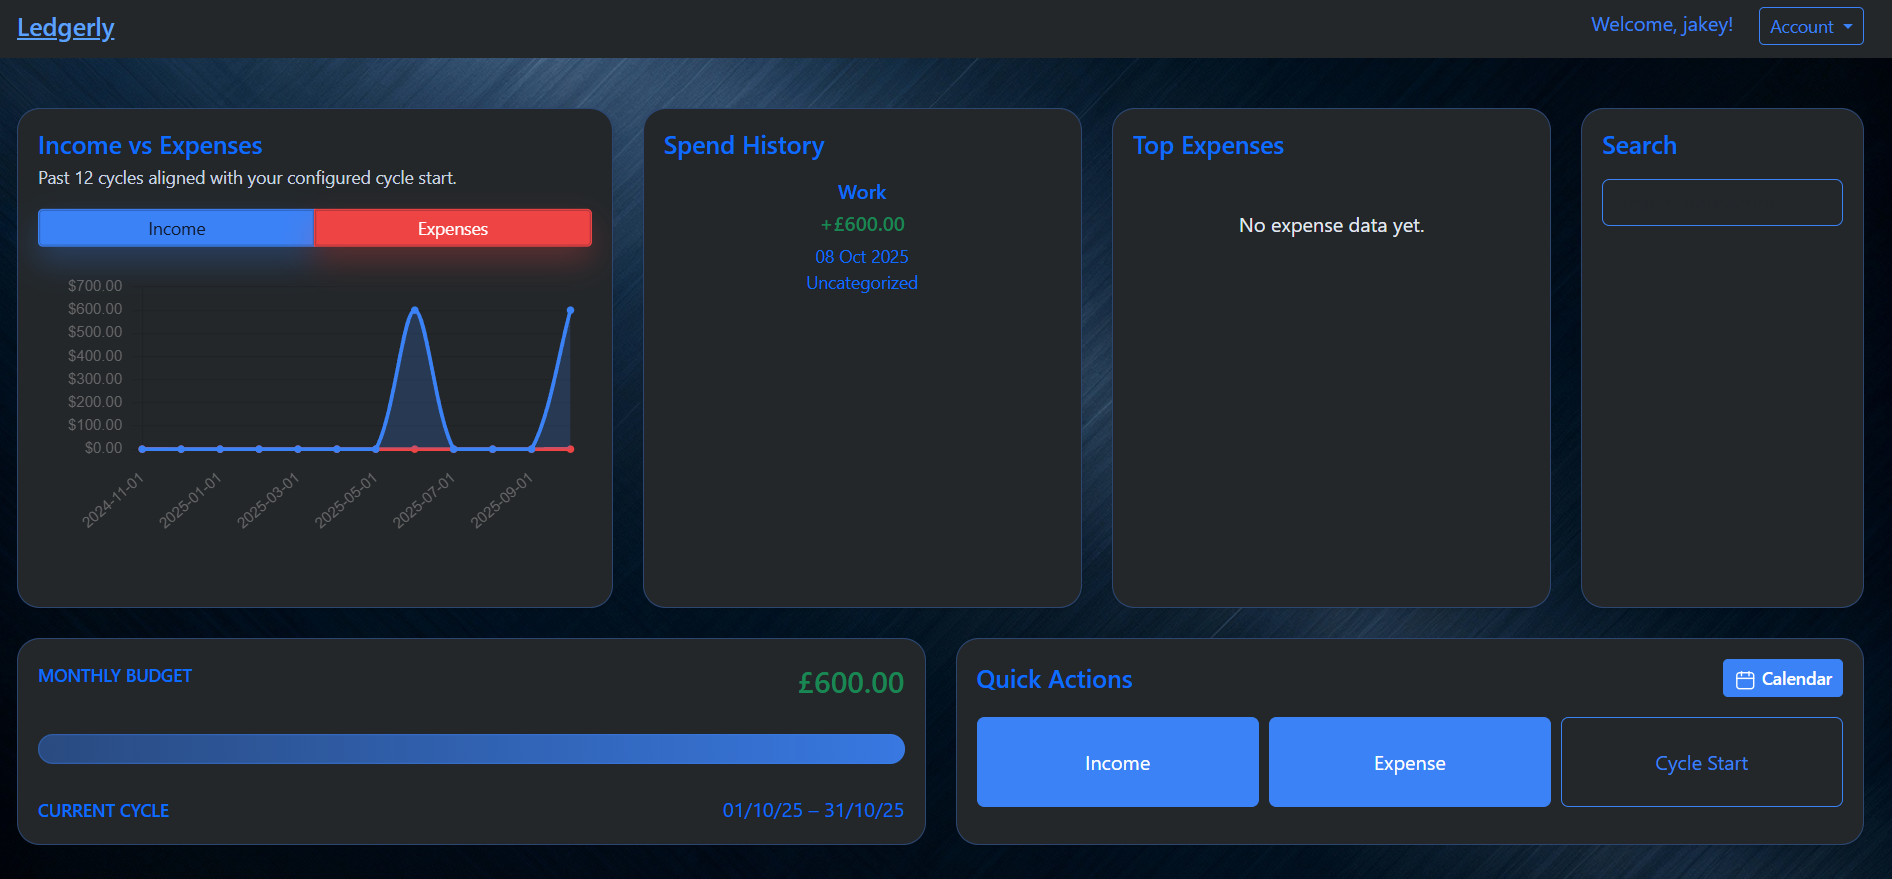 Ledgerly
Welcome, jakey!
Account
Income vs Expenses
Past 12 cycles aligned with your configured cycle start.
Income
Expenses
$700.00
$600.00
$500.00
$400.00
$300.00
$200.00
$100.00
$0.00
2024-11-01
2025-01-01
2025-03-01
2025-05-01
2025-07-01
2025-09-01
Spend History
Work
+£600.00
08 Oct 2025
Uncategorized
Top Expenses
No expense data yet.
Search
MONTHLY BUDGET
£600.00
CURRENT CYCLE
01/10/25 – 31/10/25
Quick Actions
Calendar
Income
Expense
Cycle Start